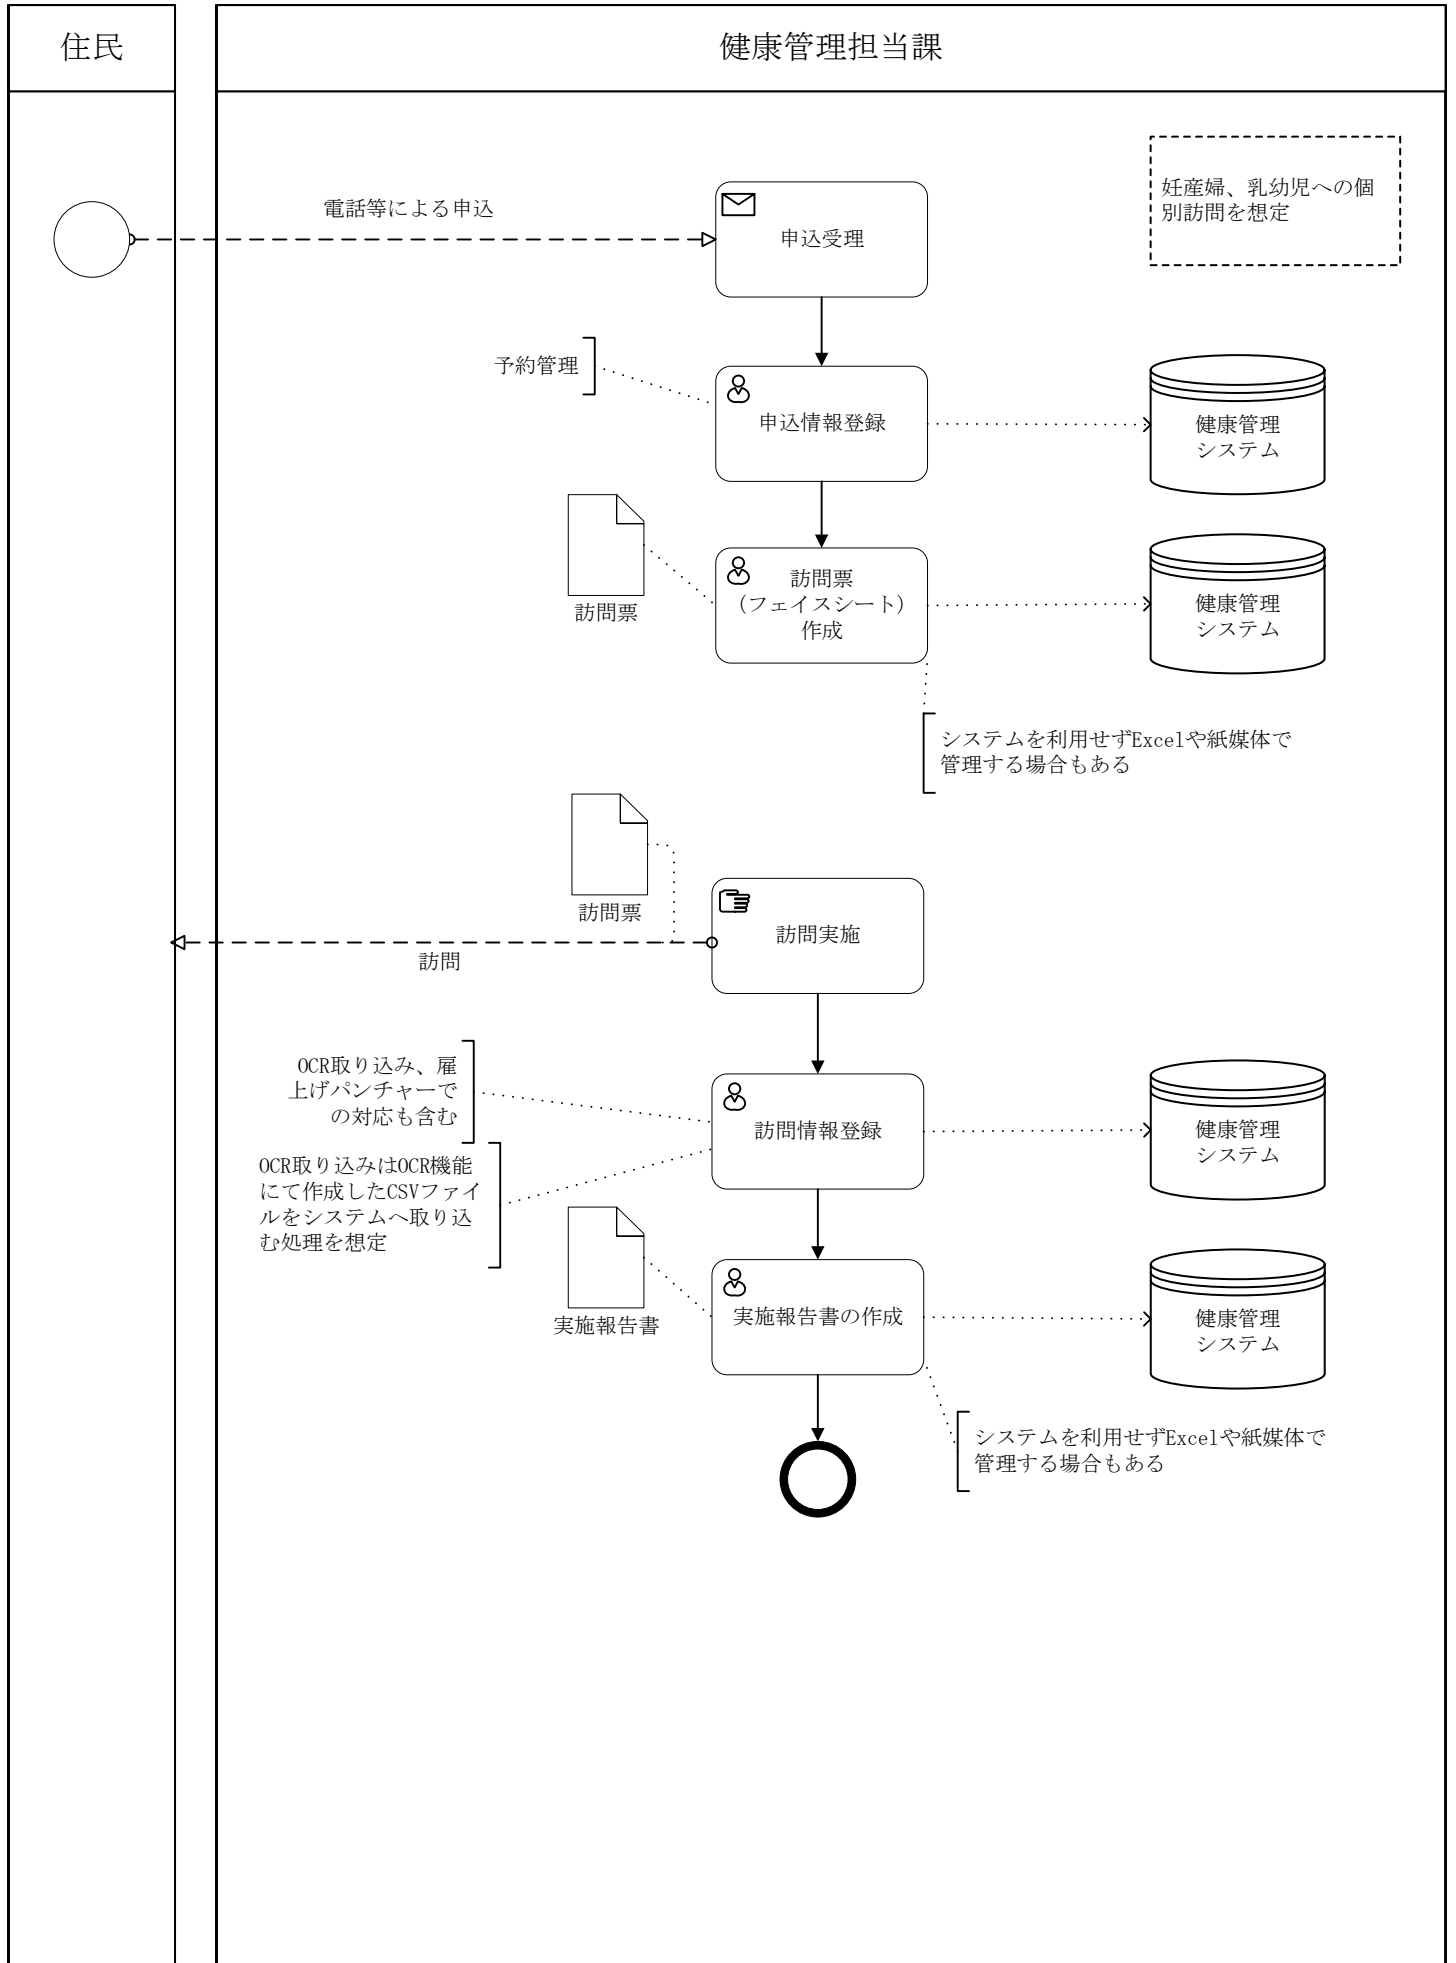 住民
健康管理担当課
妊産婦、乳幼児への個
別訪問を想定
電話等による申込
申込受理
予約管理
申込情報登録
健康管理
システム
訪問票
訪問票
（フェイスシート）
作成
健康管理
システム
システムを利用せずExcelや紙媒体で
管理する場合もある
訪問票
訪問実施
訪問
OCR取り込み、雇
上げパンチャーで
の対応も含む
訪問情報登録
健康管理
システム
OCR取り込みはOCR機能
にて作成したCSVファイ
ルをシステムへ取り込
む処理を想定
実施報告書
実施報告書の作成
健康管理
システム
システムを利用せずExcelや紙媒体で
管理する場合もある